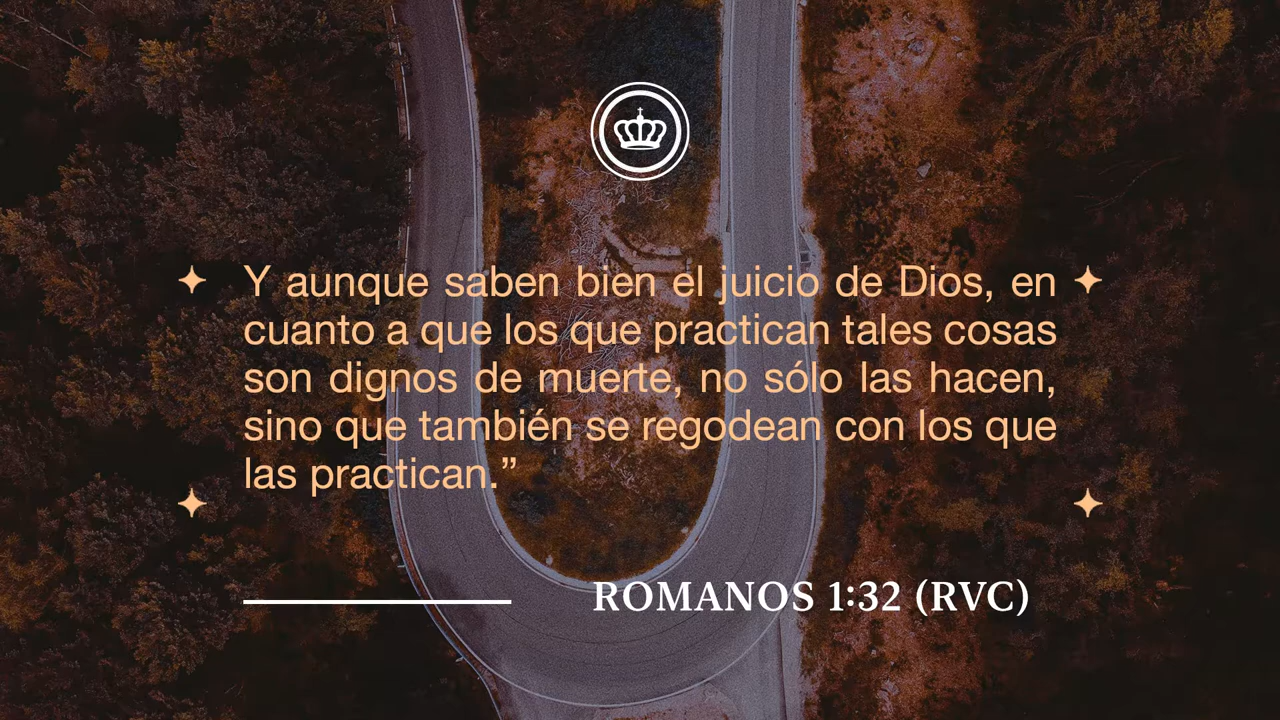 Y aunque saben bien el juicio de Dios, en
cuanto a que los que practican tales cosas
son dignos de muerte, no sólo las hacen,
sino que también se regodean con los que
las practican.”
ROMANOS 1:32 (RVC)